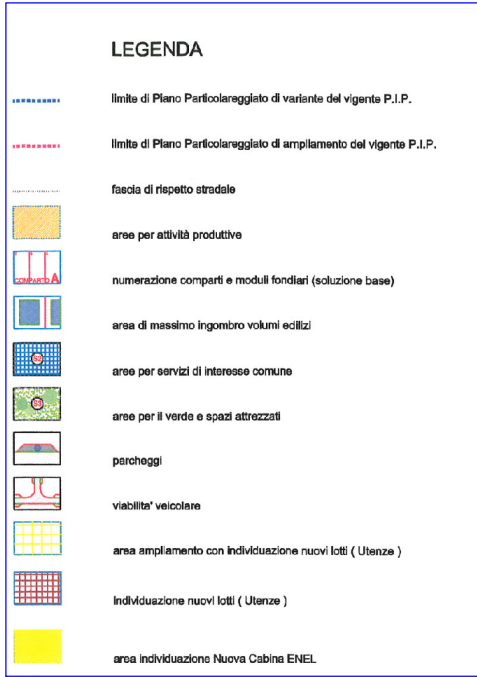 LEGENDA
limite di Piano Particolareggiato di variante del vigente P.I.P.
limite di Piano Particolareggiato di ampliamento del vigente P.I.P.
fascia di rispetto stradale
aree per attività produttive
COMPARTO A
numerazione comparti e moduli fondiari (soluzione base)
area di massimo ingombro volumi edilizi
S2
aree per servizi di interesse comune
S3
aree per il verde e spazi attrezzati
parcheggi
viabilita' veicolare
area ampliamento con individuazione nuovi lotti ( Utenze )
Individuazione nuovi lotti ( Utenze )
area individuazione Nuova Cabina ENEL